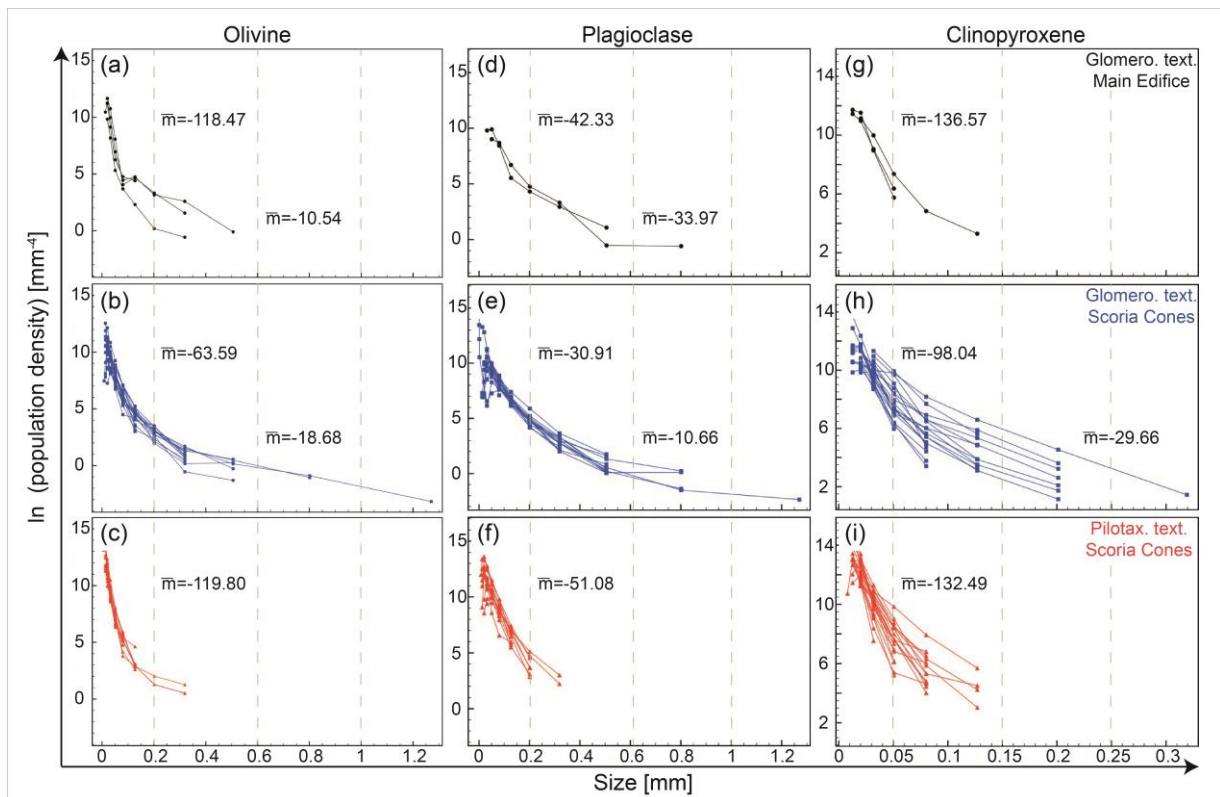 Olivine
Plagioclase
Clinopyroxene
15
10
5
0
(a)
m̅=-118.47
m̅=-10.54
15
10
5
0
(d)
m̅=-42.33
m̅=-33.97
14
10
6
2
(g)
Glomero. text.
Main Edifice
m̅=-136.57
ln (population density) [mm⁻⁴]
15
10
5
0
(b)
m̅=-63.59
m̅=-18.68
15
10
5
0
(e)
m̅=-30.91
m̅=-10.66
14
10
6
2
(h)
Glomero. text.
Scoria Cones
m̅=-98.04
m̅=-29.66
15
10
5
0
(c)
m̅=-119.80
15
10
5
0
(f)
m̅=-51.08
14
10
6
2
(i)
Pilotax. text.
Scoria Cones
m̅=-132.49
0 0.2 0.4 0.6 0.8 1 1.2
0 0.2 0.4 0.6 0.8 1 1.2
0 0.05 0.1 0.15 0.2 0.25 0.3
Size [mm]